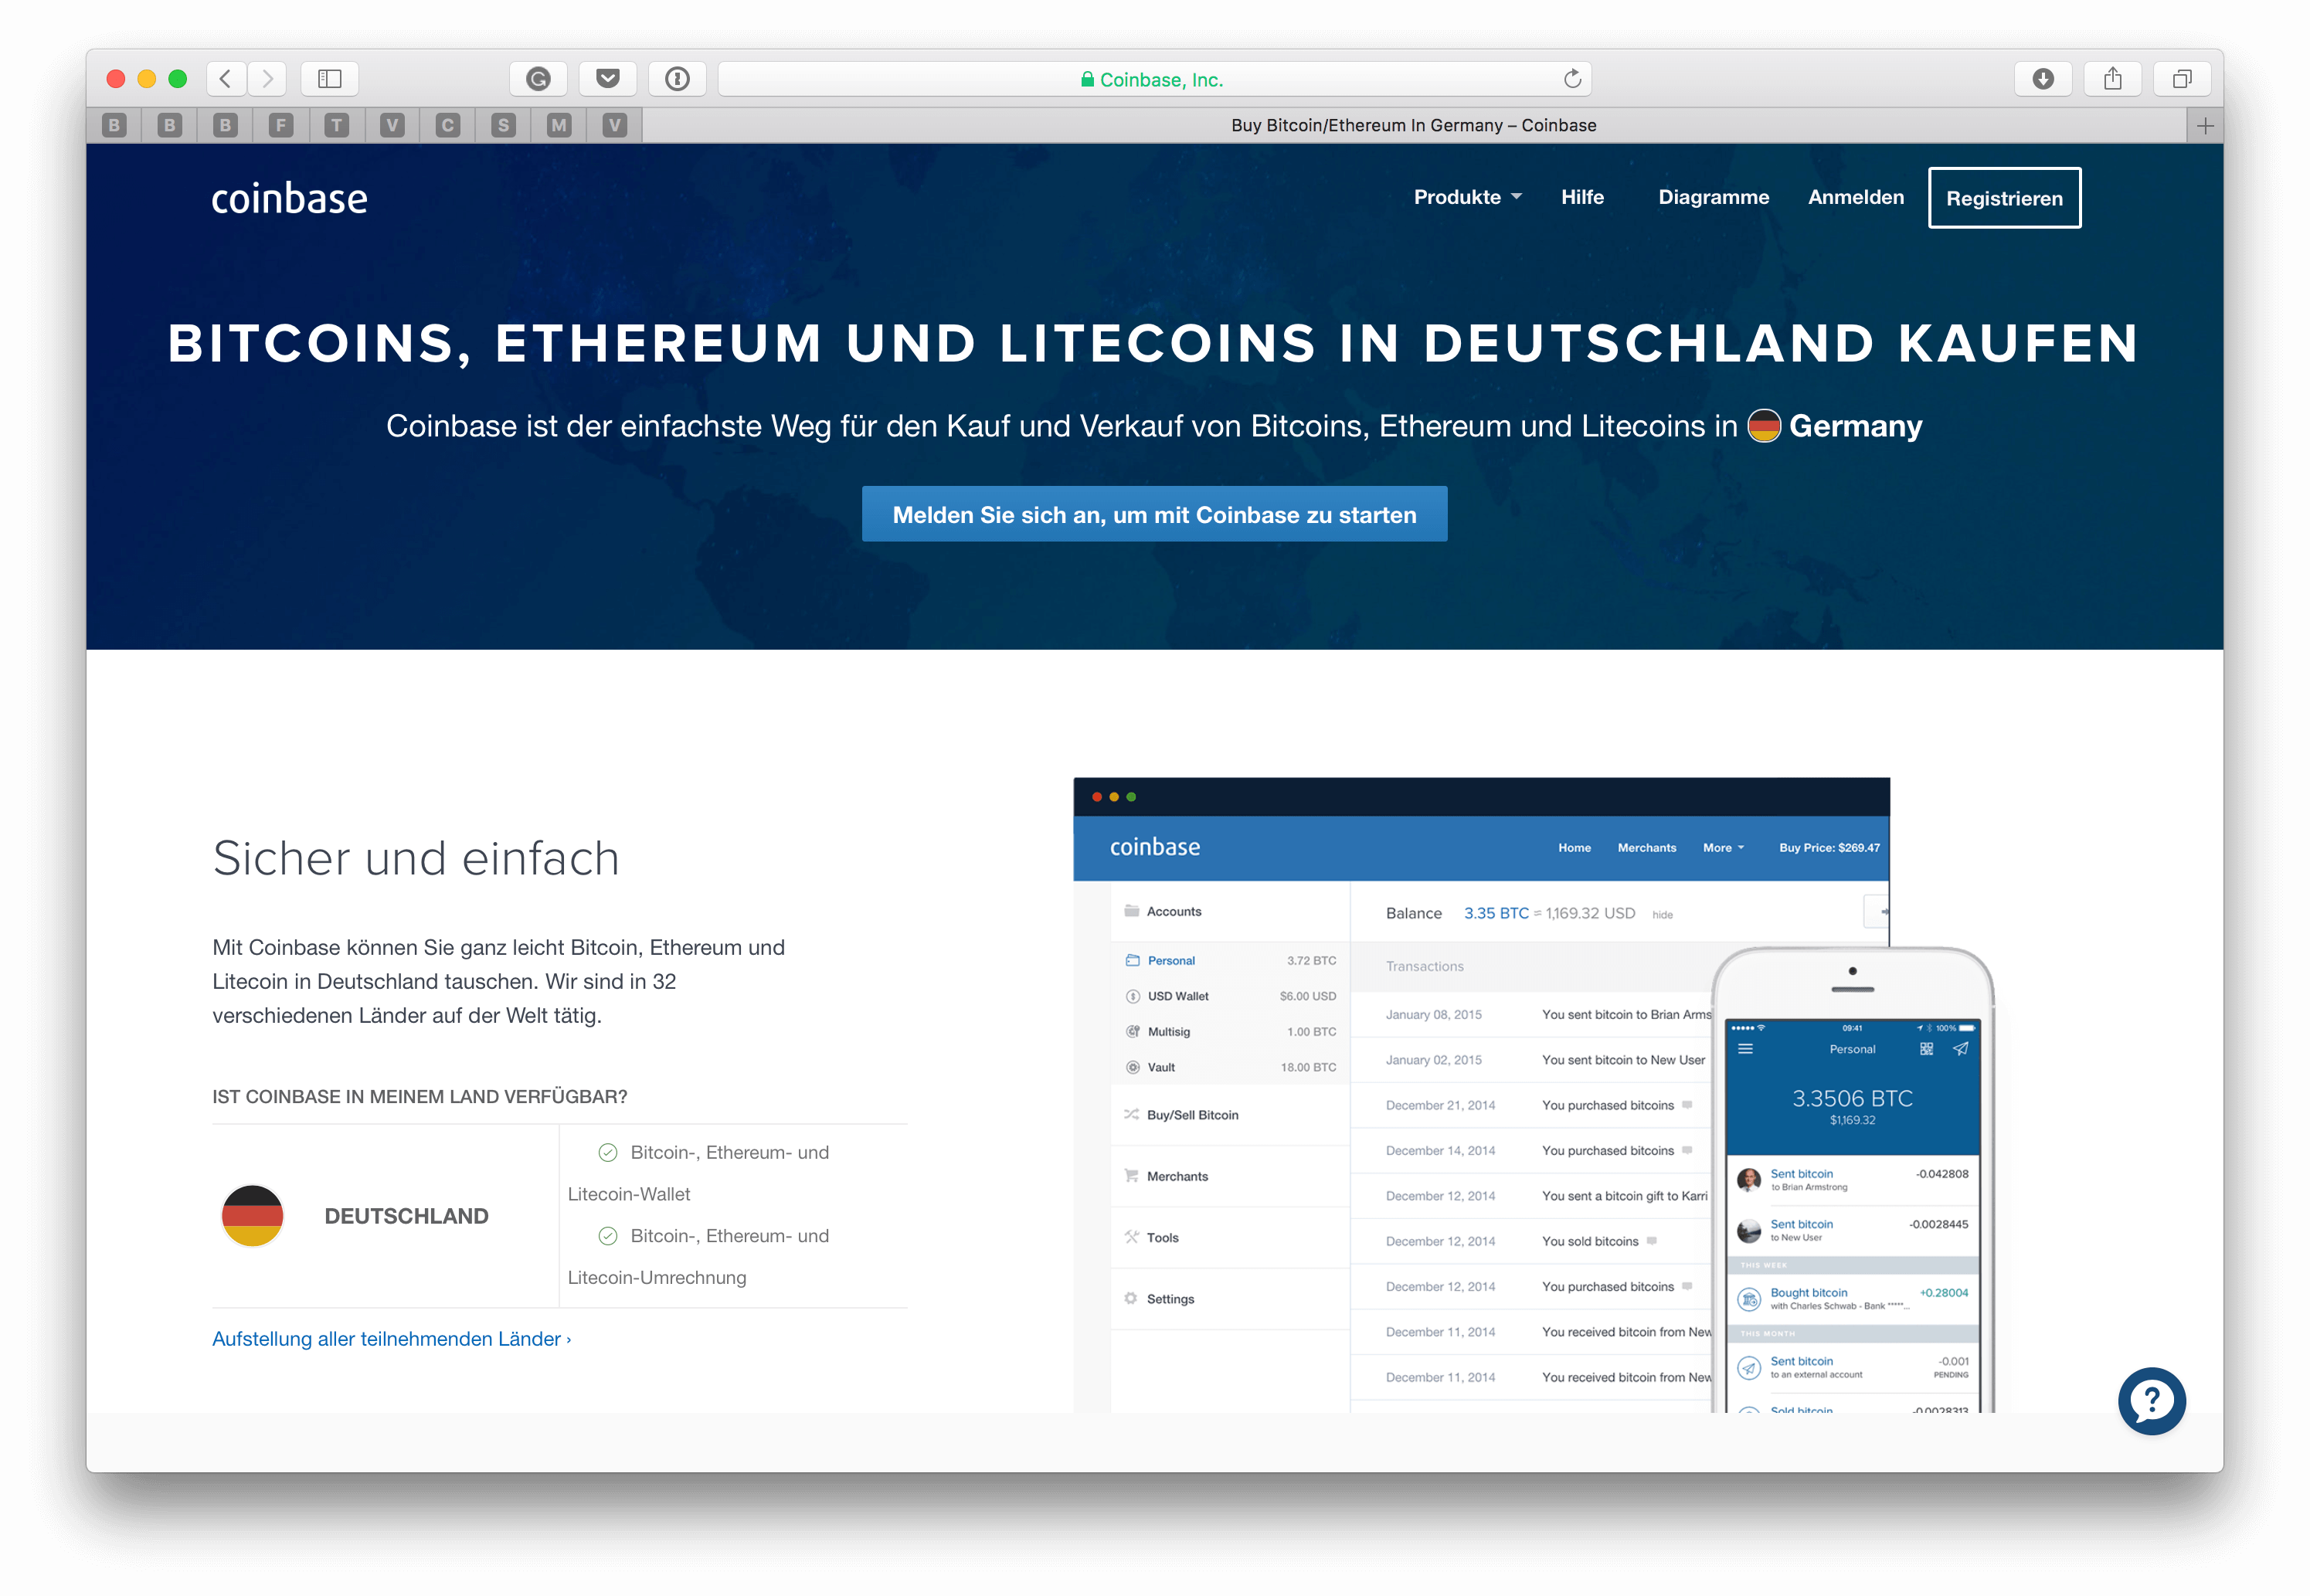 Coinbase, Inc.
B B B F T V C S M V
Buy Bitcoin/Ethereum In Germany – Coinbase
coinbase
Produkte Hilfe Diagramme Anmelden Registrieren
BITCOINS, ETHEREUM UND LITECOINS IN DEUTSCHLAND KAUFEN
Coinbase ist der einfachste Weg für den Kauf und Verkauf von Bitcoins, Ethereum und Litecoins in Germany
Melden Sie sich an, um mit Coinbase zu starten
Sicher und einfach
Mit Coinbase können Sie ganz leicht Bitcoin, Ethereum und
Litecoin in Deutschland tauschen. Wir sind in 32
verschiedenen Länder auf der Welt tätig.
IST COINBASE IN MEINEM LAND VERFÜGBAR?
DEUTSCHLAND
Bitcoin-, Ethereum- und
Litecoin-Wallet
Bitcoin-, Ethereum- und
Litecoin-Umrechnung
Aufstellung aller teilnehmenden Länder ›
coinbase
Home Merchants More Buy Price: $269.47
Accounts
Personal 3.72 BTC
USD Wallet $6.00 USD
Multisig 1.00 BTC
Vault 18.00 BTC
Buy/Sell Bitcoin
Merchants
Tools
Settings
Balance 3.35 BTC = 1,169.32 USD hide
Transactions
January 08, 2015 You sent bitcoin to Brian Arms
January 02, 2015 You sent bitcoin to New User
December 21, 2014 You purchased bitcoins
December 14, 2014 You purchased bitcoins
December 12, 2014 You sent a bitcoin gift to Karri
December 12, 2014 You sold bitcoins
December 12, 2014 You purchased bitcoins
December 11, 2014 You received bitcoin from New
December 11, 2014 You received bitcoin from New
09:41 100%
Personal
3.3506 BTC
$1,169.32
Sent bitcoin -0.042808
to Brian Armstrong
Sent bitcoin -0.0028445
to New User
THIS WEEK
Bought bitcoin +0.28004
with Charles Schwab - Bank *****...
THIS MONTH
Sent bitcoin -0.001
to an external account PENDING
Sold bitcoin -0.0028313
?